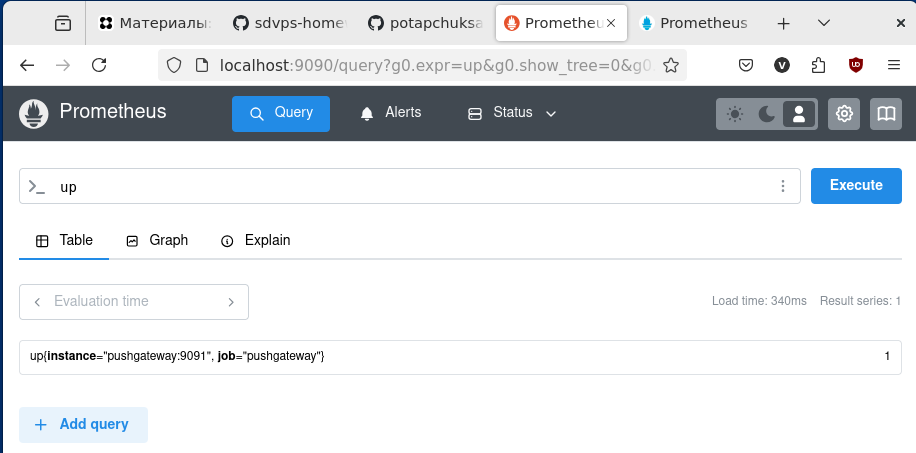 Материалы: sdvps-home potapchuksa Prometheu Prometheus
localhost:9090/query?g0.expr=up&g0.show_tree=0&g0.
Prometheus Query Alerts Status
>_ up Execute
Table Graph Explain
Evaluation time Load time: 340ms Result series: 1
up{instance="pushgateway:9091", job="pushgateway"} 1
+ Add query